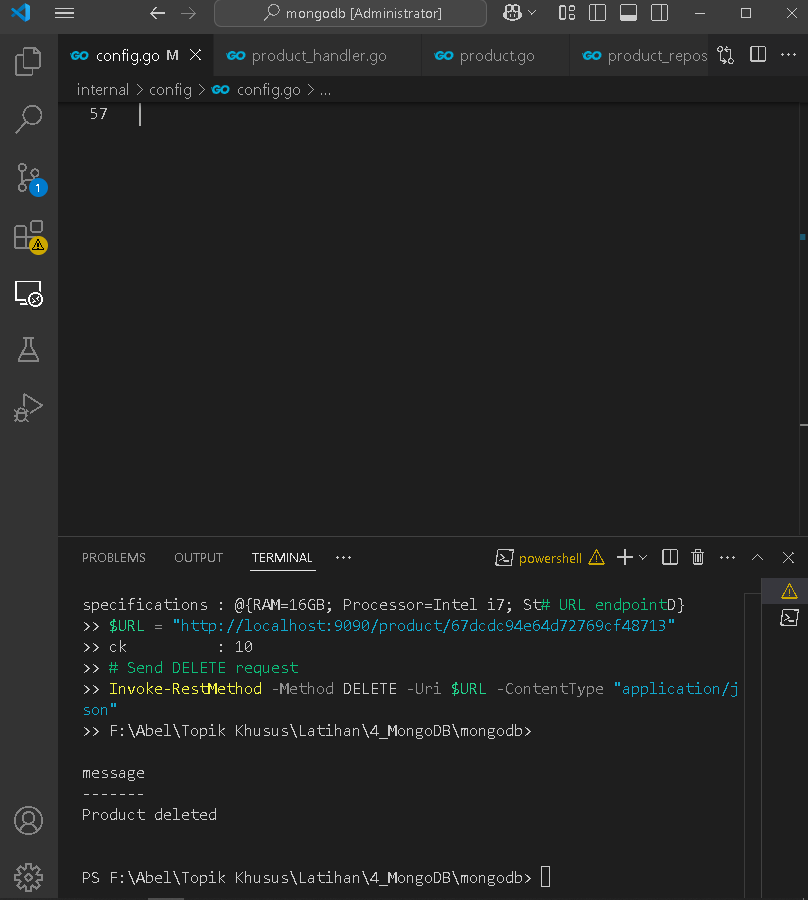 mongodb [Administrator]
config.go M product_handler.go product.go product_repos
internal > config > config.go > ...
57
1
PROBLEMS OUTPUT TERMINAL ... powershell
specifications : @{RAM=16GB; Processor=Intel i7; St# URL endpointD}
>> $URL = "http://localhost:9090/product/67dcdc94e64d72769cf48713"
>> ck : 10
>> # Send DELETE request
>> Invoke-RestMethod -Method DELETE -Uri $URL -ContentType "application/j
son"
>> F:\Abel\Topik Khusus\Latihan\4_MongoDB\mongodb>
message
-------
Product deleted
PS F:\Abel\Topik Khusus\Latihan\4_MongoDB\mongodb>